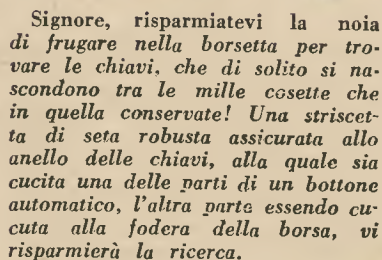 Signore, risparmiatevi la noia
di frugare nella borsetta per tro-
vare le chiavi, che di solito si na-
scondono tra le mille cosette che
in quella conservate! Una striscet-
ta di seta robusta assicurata allo
anello delle chiavi, alla quale sia
cucita una delle parti di un bottone
automatico, l'altra parte essendo cu-
cuta alla fodera della borsa, vi
risparmierà la ricerca.